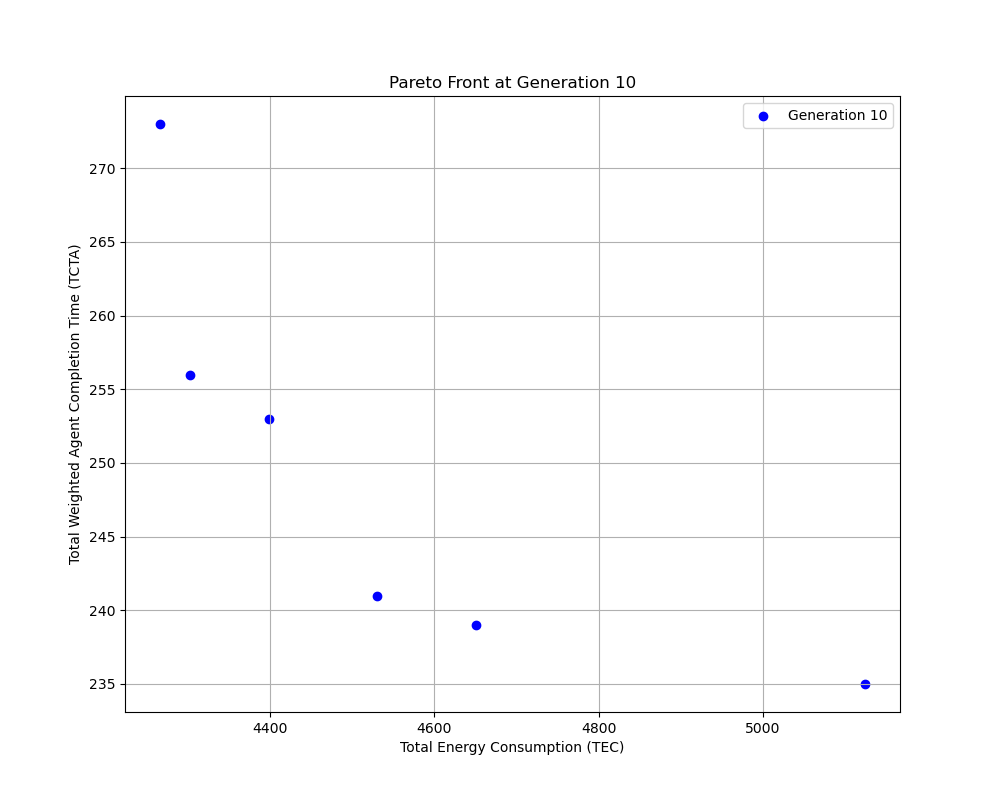 Pareto Front at Generation 10
Generation 10
270
265
260
255
250
245
240
235
Total Weighted Agent Completion Time (TCTA)
4400 4600 4800 5000
Total Energy Consumption (TEC)